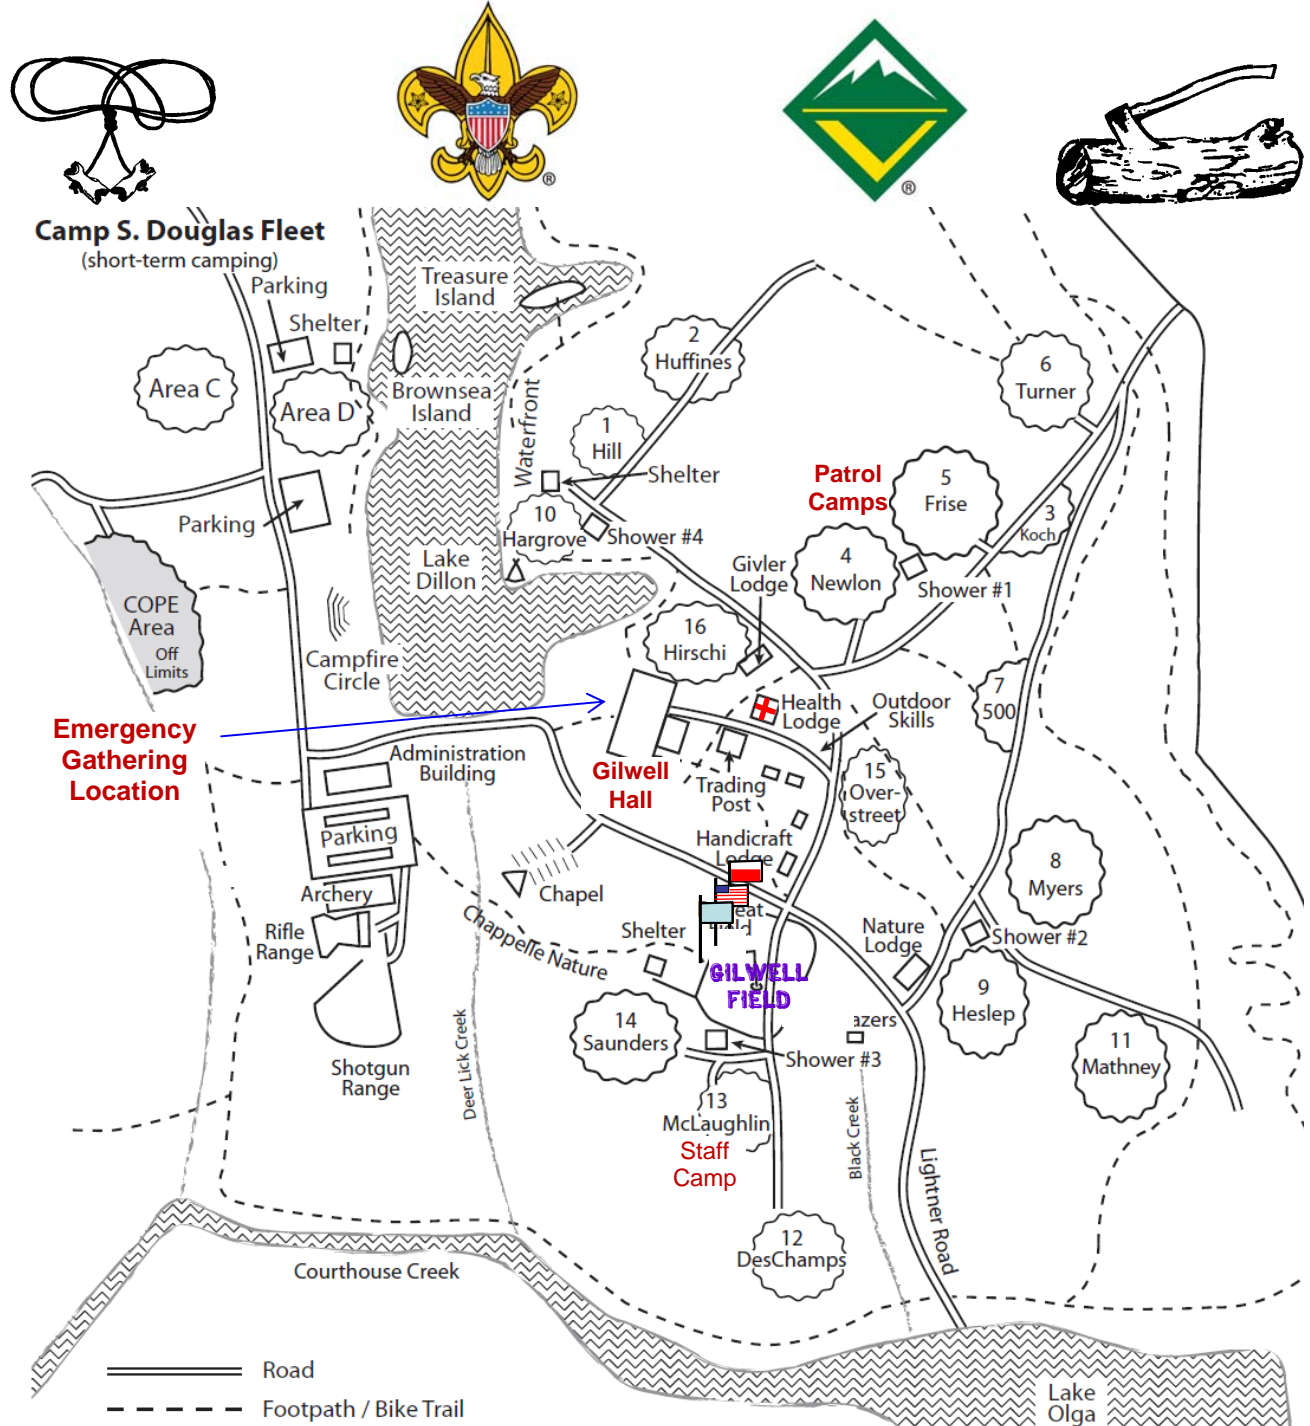 ®
®
Camp S. Douglas Fleet
(short-term camping)
Parking
Shelter
Area C
Area D
Treasure
Island
Brownsea
Island
Waterfront
2
Huffines
1
Hill
Shelter
6
Turner
Patrol
Camps
5
Frise
3
Koch
Parking
10
Hargrove
Shower #4
Lake
Dillon
Givler
Lodge
4
Newlon
Shower #1
COPE
Area
Off
Limits
Campfire
Circle
16
Hirschi
7
500
Health
Lodge
Outdoor
Skills
Emergency
Gathering
Location
Administration
Building
Gilwell
Hall
Trading
Post
15
Over-
street
Parking
Handicraft
Lodge
8
Myers
Archery
Chapel
Rifle
Range
Chappelle Nature
Shelter
eat
Field
Nature
Lodge
Shower #2
GILWELL
FIELD
9
Heslep
14
Saunders
azers
Shower #3
11
Mathney
Shotgun
Range
Deer Lick Creek
13
McLaughlin
Staff
Camp
Black Creek
Lightner Road
12
DesChamps
Courthouse Creek
Road
Footpath / Bike Trail
Lake
Olga